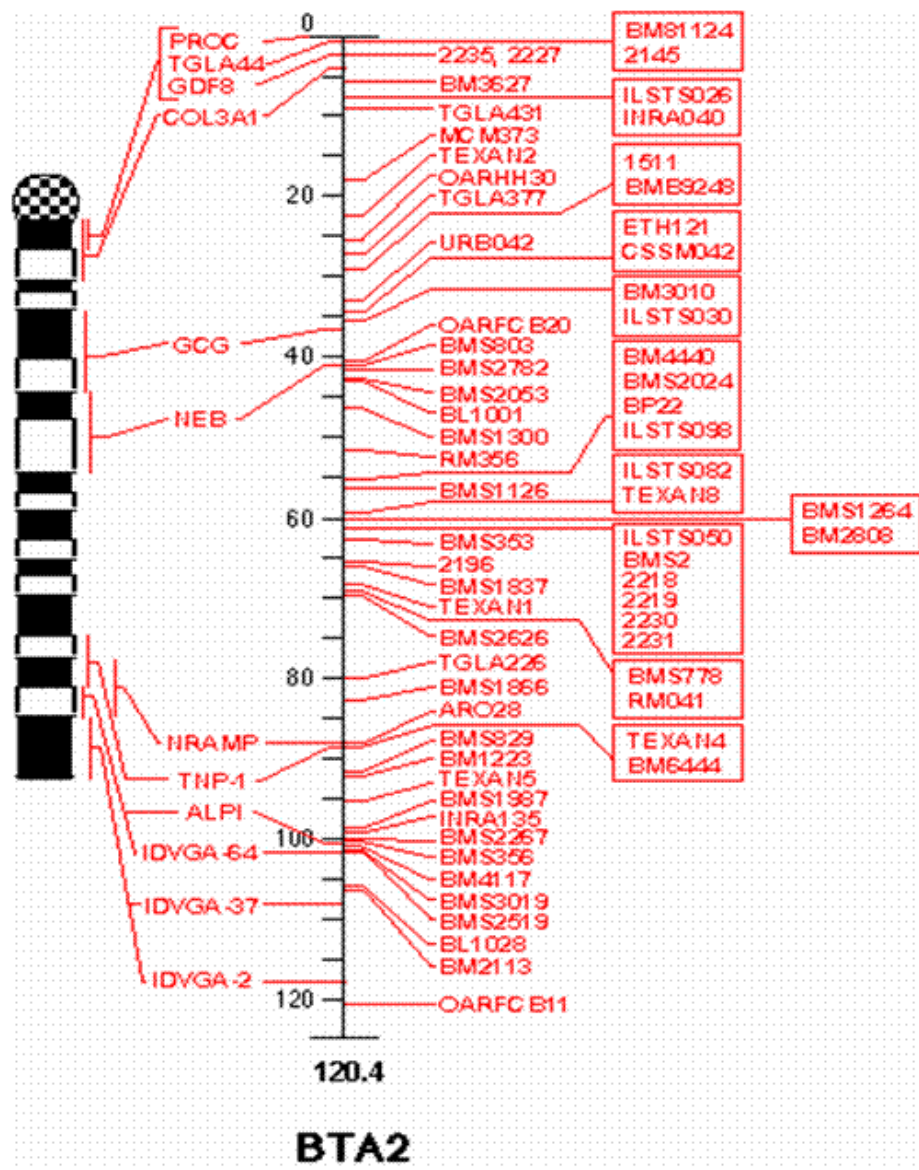 0
PROC
TGLA44
GDF8
COL3A1
GCG
NEB
NRAMP
TNP-1
ALPI
IDVGA-64
IDVGA-37
IDVGA-2
20
40
60
80
100
120
120.4
2235, 2227
BM3627
TGLA431
MCM373
TEXAN2
OARHH30
TGLA377
URB042
OARFC B20
BMS803
BMS2782
BMS2053
BL1001
BMS1300
RM356
BMS1126
BMS353
2196
BMS1837
TEXAN1
BMS2626
TGLA226
BMS1866
ARO28
BMS829
BM1223
TEXAN5
BMS1987
INRA135
BMS2267
BMS356
BM4117
BMS3019
BMS2519
BL1028
BM2113
OARFC B11
BM81124
2145
ILSTS026
INRA040
1511
BMB9248
ETH121
CSSM042
BM3010
ILSTS030
BM4440
BMS2024
BP22
ILSTS098
ILSTS082
TEXAN8
BMS1264
BM2808
ILSTS050
BMS2
2218
2219
2230
2231
BMS778
RM041
TEXAN4
BM6444
BTA2